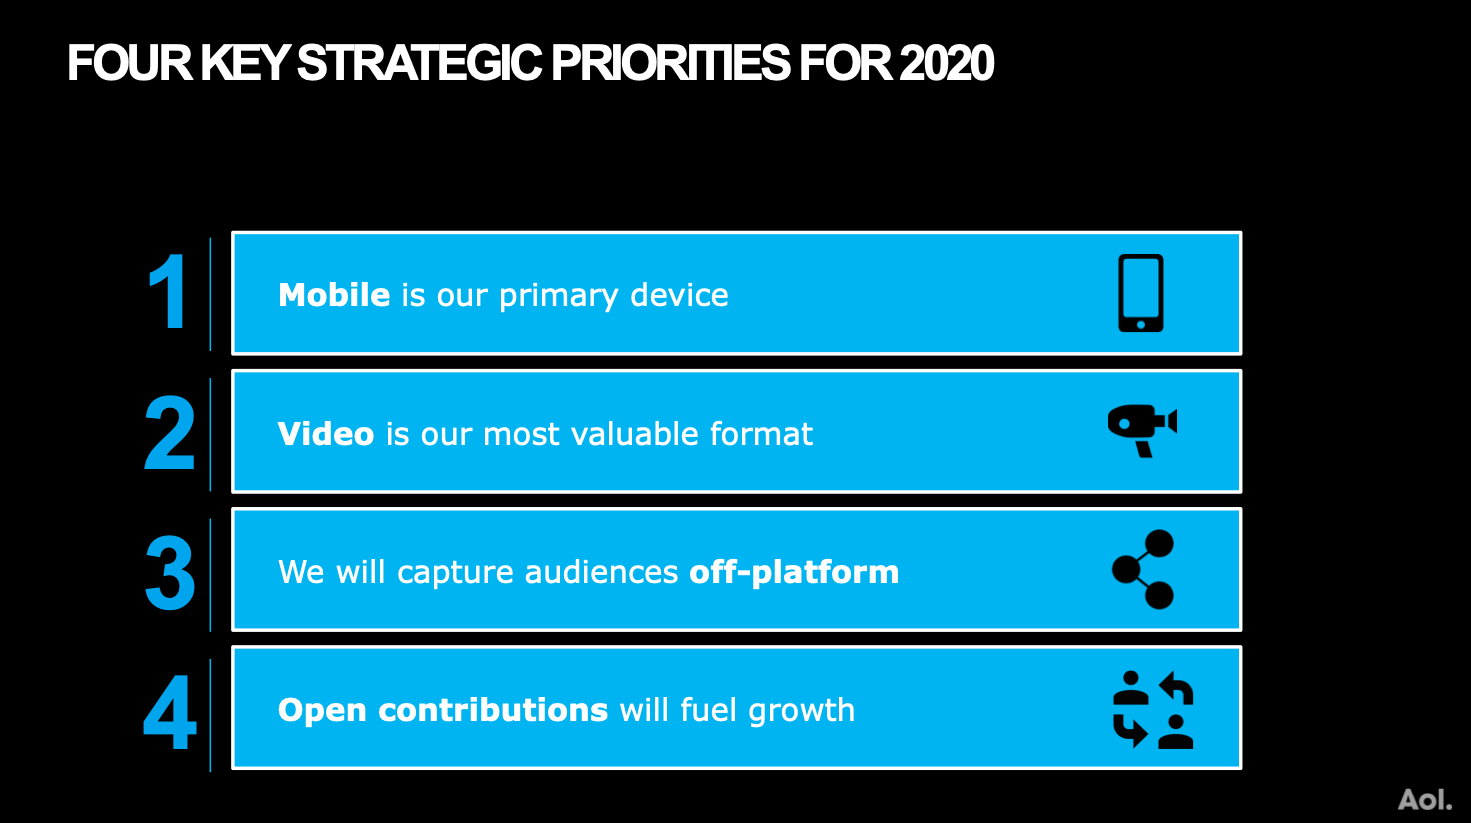 FOUR KEY STRATEGIC PRIORITIES FOR 2020
1
Mobile is our primary device
2
Video is our most valuable format
3
We will capture audiences off-platform
4
Open contributions will fuel growth
Aol.